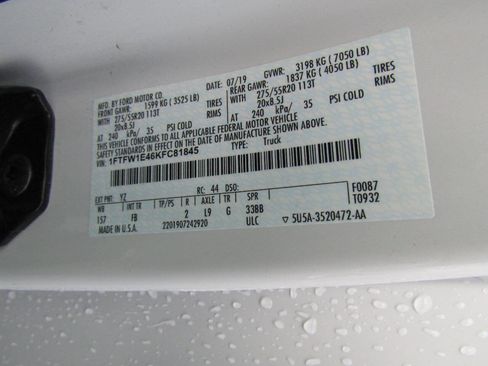 MFD. BY FORD MOTOR CO.
DATE: 07/19 GVWR: 3198 KG (7050 LB)
FRONT GAWR: 1599 KG (3525 LB) REAR GAWR: 1837 KG (4050 LB)
WITH 275/55R20 113T TIRES WITH 275/55R20 113T TIRES
20x8.5J RIMS 20x8.5J RIMS
AT 240 kPa/ 35 PSI COLD AT 240 kPa/ 35 PSI COLD
THIS VEHICLE CONFORMS TO ALL APPLICABLE FEDERAL MOTOR VEHICLE
SAFETY STANDARDS IN EFFECT ON THE DATE OF MANUFACTURE SHOWN ABOVE.
VIN: 1FTFW1E46KFC81845 TYPE: Truck
F0087
T0932
EXT PNT: YZ RC: 44 DSO:
WB INT TR TP/PS R AXLE TR SPR
157 FB 2 L9 G 33BB
2201907242920 ULC 5U5A-3520472-AA